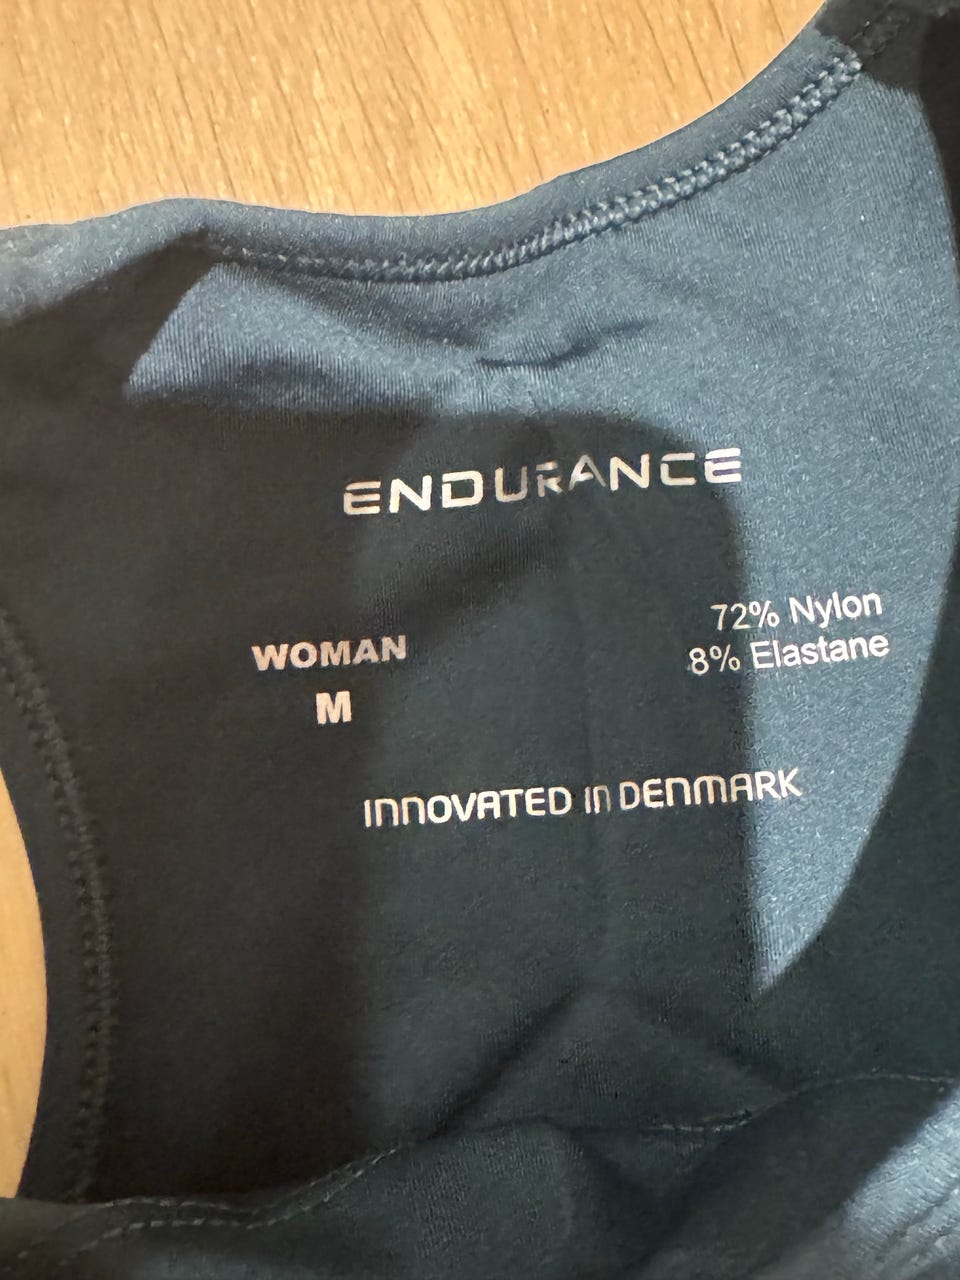 ENDURANCE
72% Nylon
8% Elastane
WOMAN
M
INNOVATED IN DENMARK